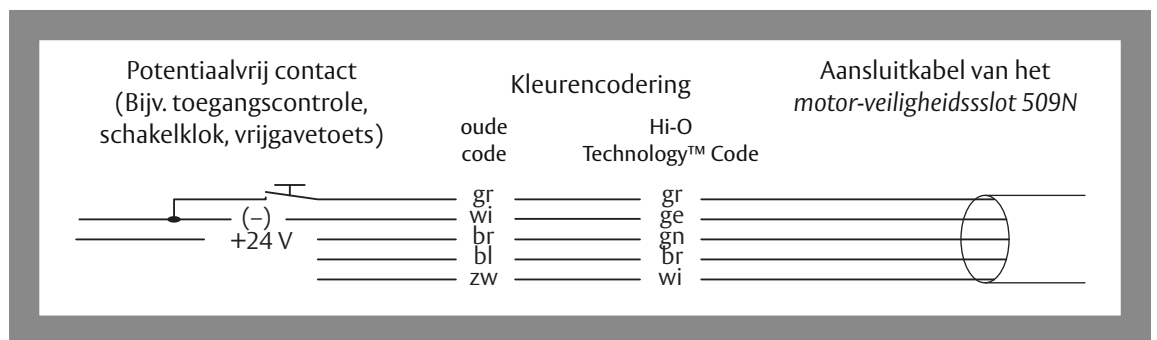 Potentiaalvrij contact
(Bijv. toegangscontrole,
schakelklok, vrijgavetoets)
Kleurencodering
oude
code
Hi-O
Technology™ Code
Aansluitkabel van het
motor-veiligheidssslot 509N
gr gr
(–) wi ge
+24 V br gn
bl br
zw wi